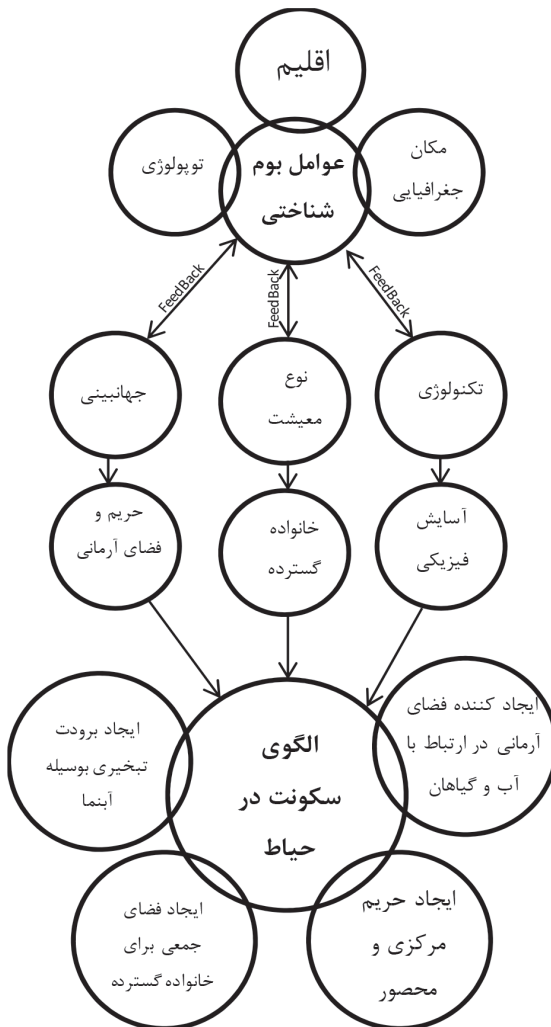 اقلیم
عوامل بوم
شناختی
مکان
جغرافیایی
توپولوژی
FeedBack
FeedBack
FeedBack
تکنولوژی
نوع
معیشت
جهانبینی
آسایش
فیزیکی
خانواده
گسترده
حریم و
فضای آرمانی
الگوی
سکونت در
حیاط
ایجاد کننده فضای
آرمانی در ارتباط با
آب و گیاهان
ایجاد برودت
تبخیری بوسیله
آبنما
ایجاد حریم
مرکزی و
محصور
ایجاد فضای
جمعی برای
خانواده گسترده